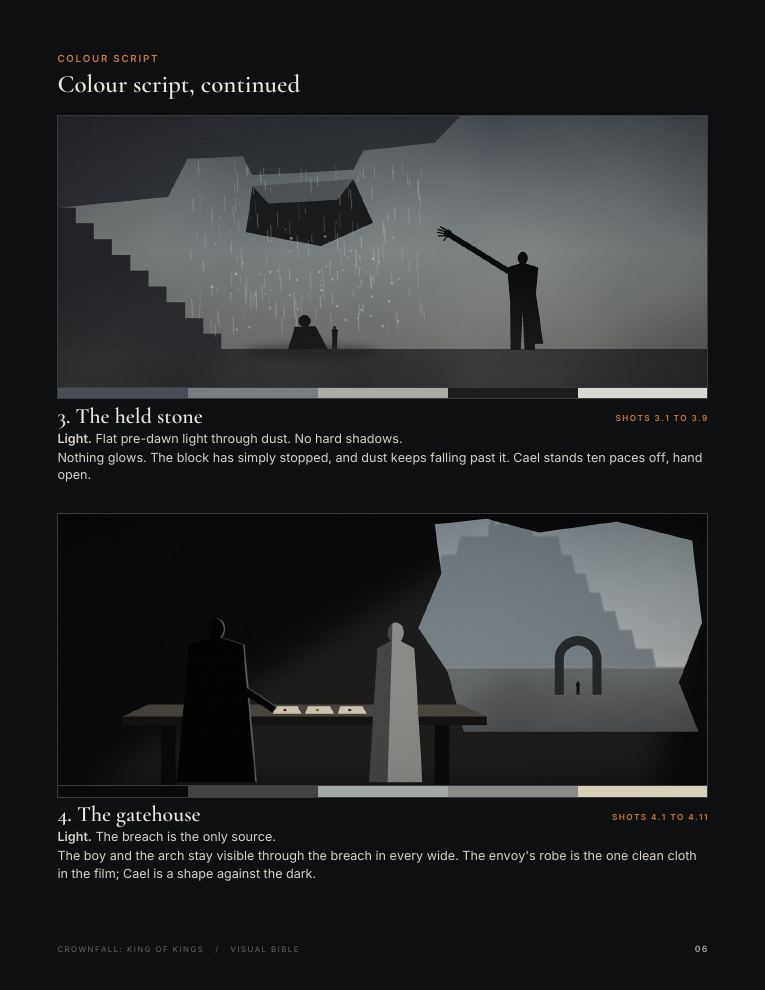 COLOUR SCRIPT
Colour script, continued
3. The held stone
SHOTS 3.1 TO 3.9
Light. Flat pre-dawn light through dust. No hard shadows.
Nothing glows. The block has simply stopped, and dust keeps falling past it. Cael stands ten paces off, hand
open.
4. The gatehouse
SHOTS 4.1 TO 4.11
Light. The breach is the only source.
The boy and the arch stay visible through the breach in every wide. The envoy's robe is the one clean cloth
in the film; Cael is a shape against the dark.
CROWNFALL: KING OF KINGS / VISUAL BIBLE
06